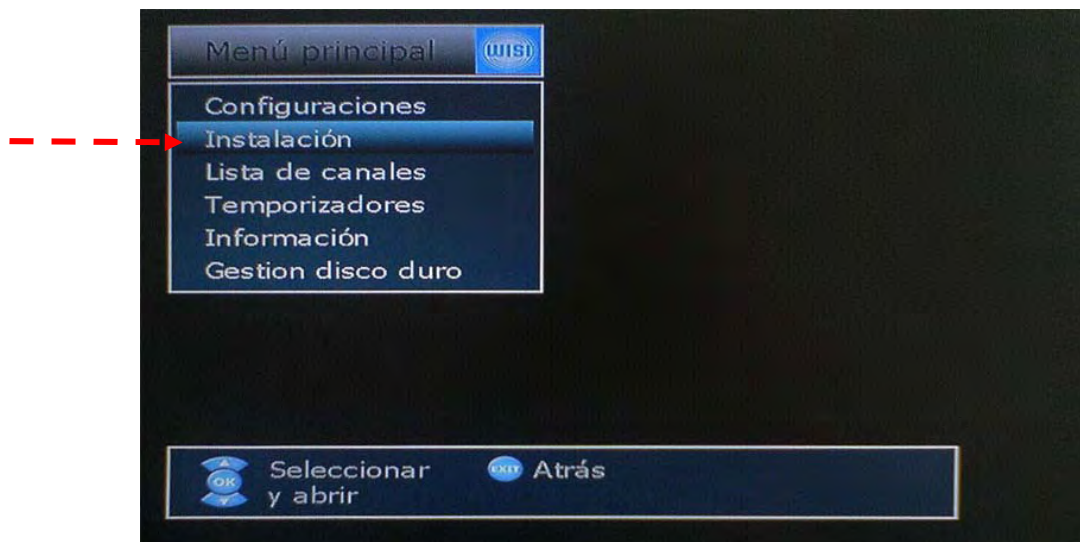 Menú principal
WISI
Configuraciones
Instalación
Lista de canales
Temporizadores
Información
Gestion disco duro
OK
Seleccionar
y abrir
EXIT Atrás